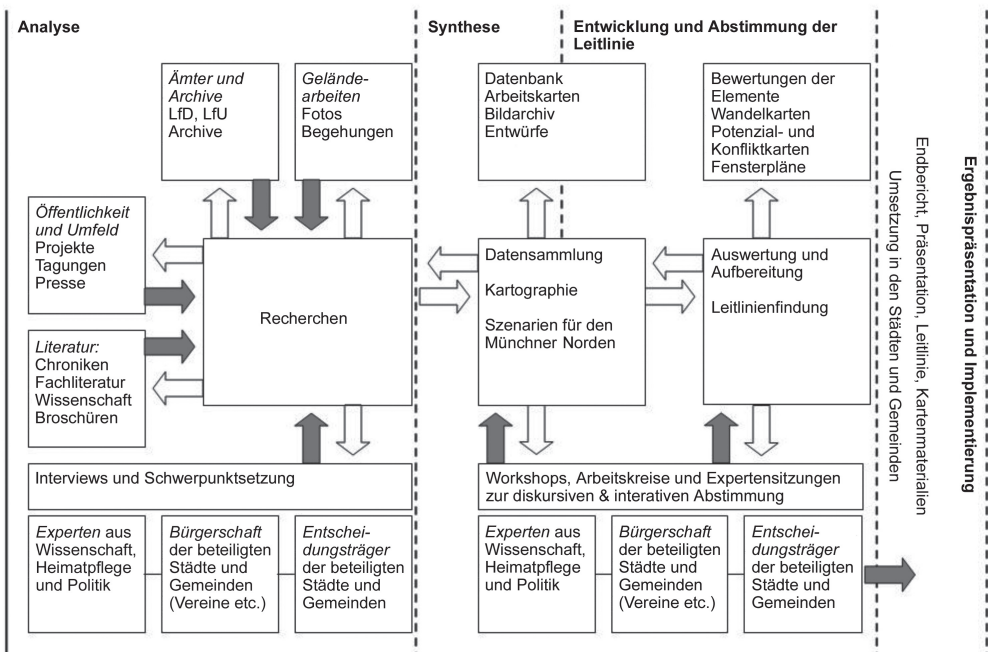 Analyse
Ämter und
Archive
LfD, LfU
Archive
Gelände-
arbeiten
Fotos
Begehungen
Öffentlichkeit
und Umfeld
Projekte
Tagungen
Presse
Literatur:
Chroniken
Fachliteratur
Wissenschaft
Broschüren
Recherchen
Interviews und Schwerpunktsetzung
Experten aus
Wissenschaft,
Heimatpflege
und Politik
Bürgerschaft
der beteiligten
Städte und
Gemeinden
(Vereine etc.)
Entschei-
dungsträger
der beteiligten
Städte und
Gemeinden
Synthese
Datenbank
Arbeitskarten
Bildarchiv
Entwürfe
Datensammlung
Kartographie
Szenarien für den
Münchner Norden
Entwicklung und Abstimmung der
Leitlinie
Bewertungen der
Elemente
Wandelkarten
Potenzial- und
Konfliktkarten
Fensterpläne
Auswertung und
Aufbereitung
Leitlinienfindung
Workshops, Arbeitskreise und Expertensitzungen
zur diskursiven & interativen Abstimmung
Experten aus
Wissenschaft,
Heimatpflege
und Politik
Bürgerschaft
der beteiligten
Städte und
Gemeinden
(Vereine etc.)
Entschei-
dungsträger
der beteiligten
Städte und
Gemeinden
Ergebnispräsentation und Implementierung
Endbericht, Präsentation, Leitlinie, Kartenmaterialien
Umsetzung in den Städten und Gemeinden